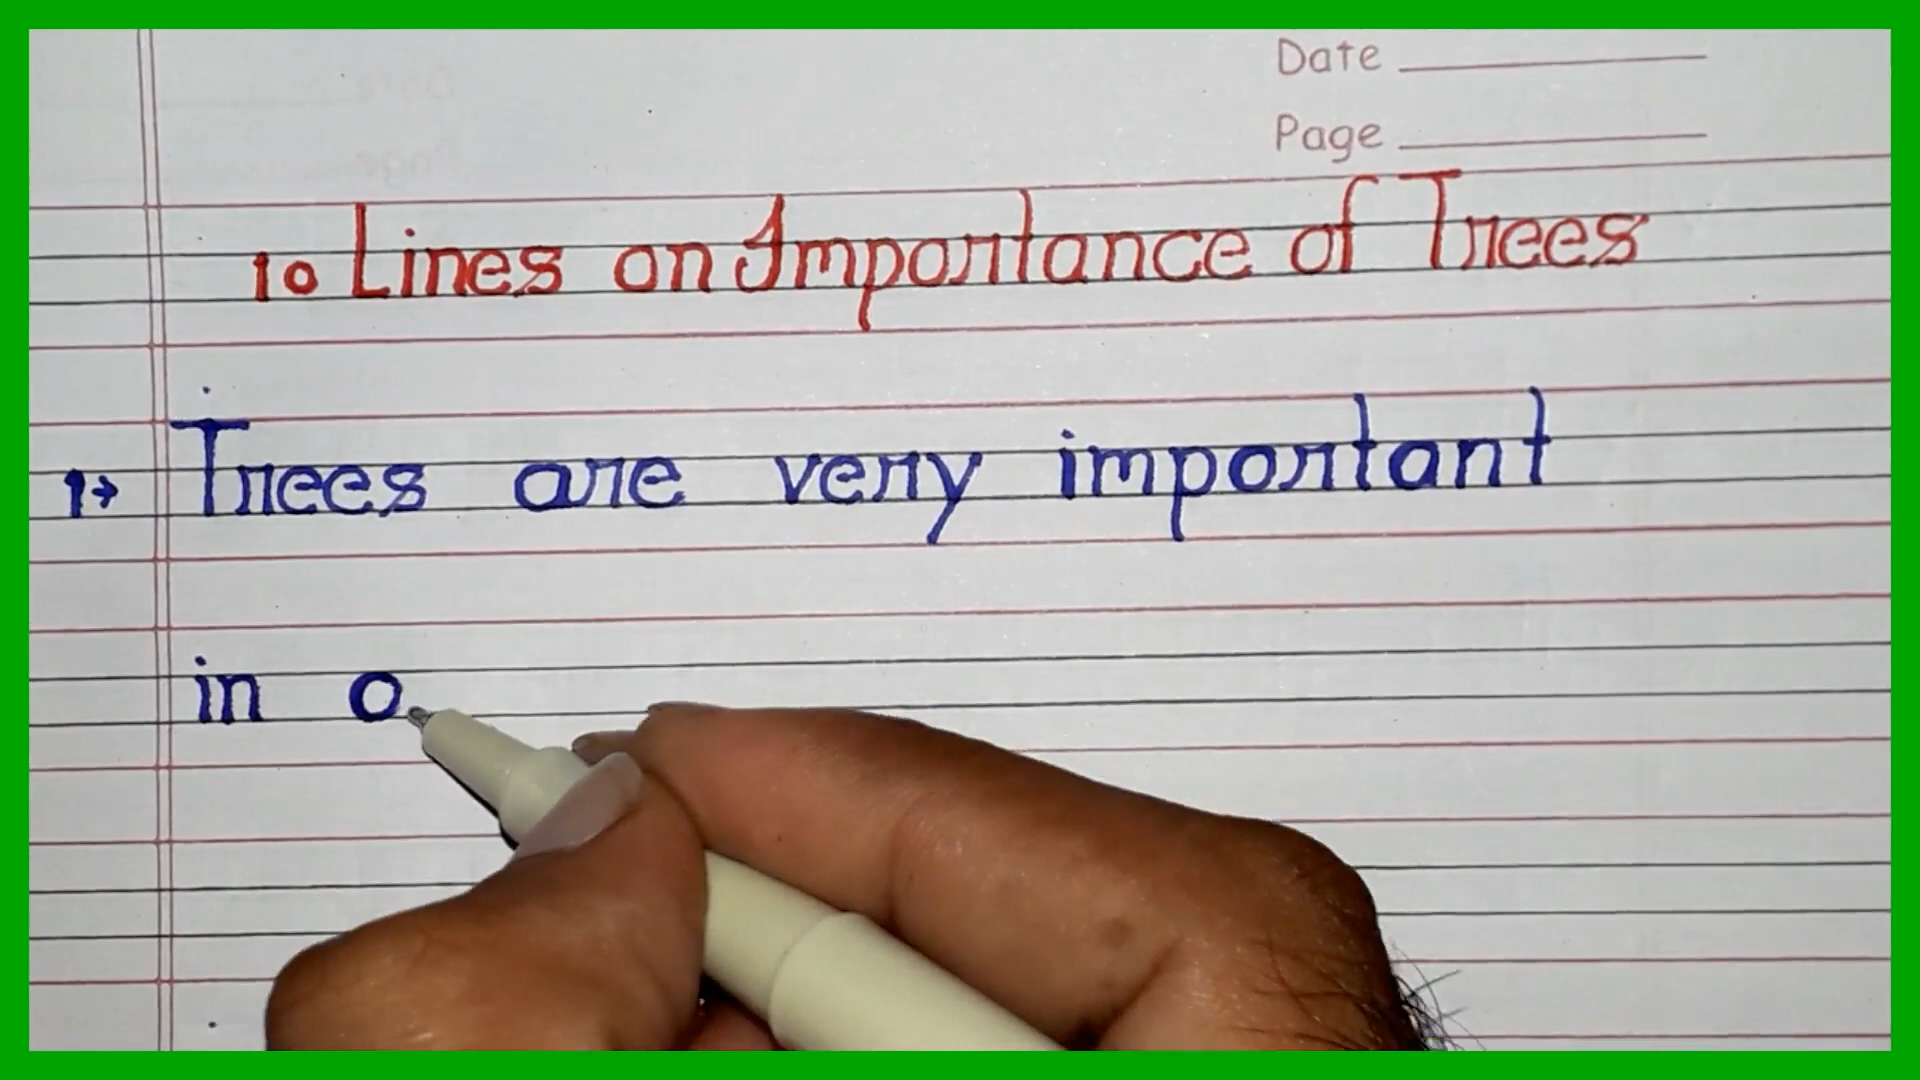 Date
Page
10 Lines on Importance of Trees
1→ Trees are very important
in o